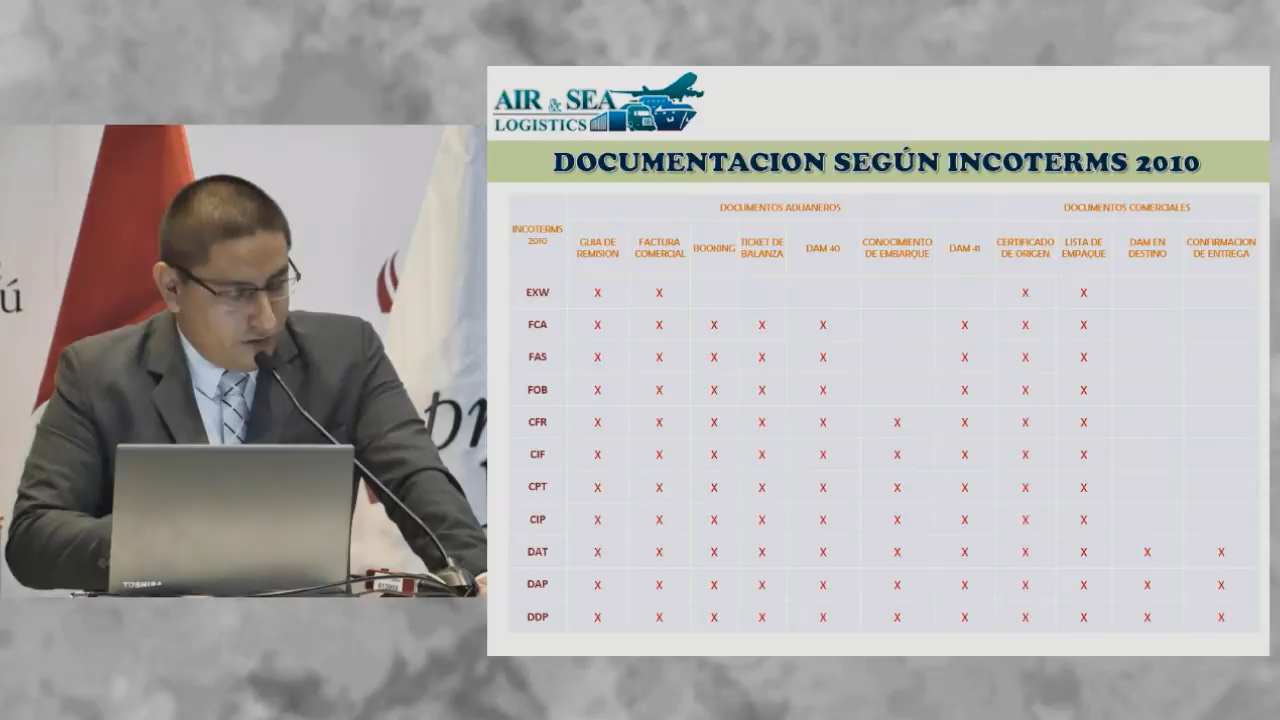 AIR & SEA
LOGISTICS
DOCUMENTACION SEGÚN INCOTERMS 2010
DOCUMENTOS ADUANEROS DOCUMENTOS COMERCIALES
INCOTERMS 2010 GUIA DE REMISION FACTURA COMERCIAL BOOKING TICKET DE BALANZA DAM 40 CONOCIMIENTO DE EMBARQUE DAM 41 CERTIFICADO DE ORIGEN LISTA DE EMPAQUE DAM EN DESTINO CONFIRMACION DE ENTREGA
EXW X X X X
FCA X X X X X X X X
FAS X X X X X X X X
FOB X X X X X X X X
CFR X X X X X X X X X
CIF X X X X X X X X X
CPT X X X X X X X X X
CIP X X X X X X X X X
DAT X X X X X X X X X X X
DAP X X X X X X X X X X X
DDP X X X X X X X X X X X
ú
pr
TOSHIBA